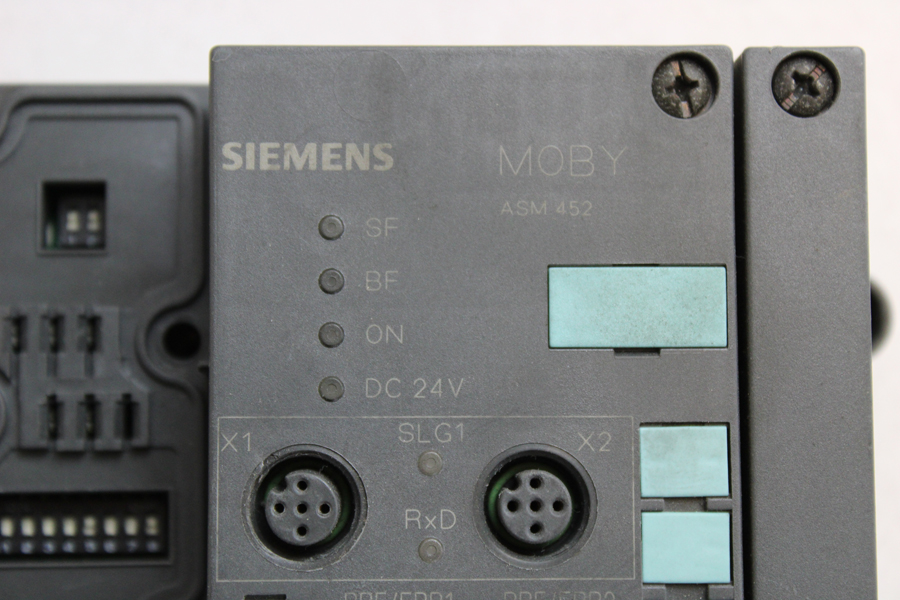 SIEMENS MOBY
ASM 452
SF
BF
ON
DC 24V
X1 SLG1 X2
RxD